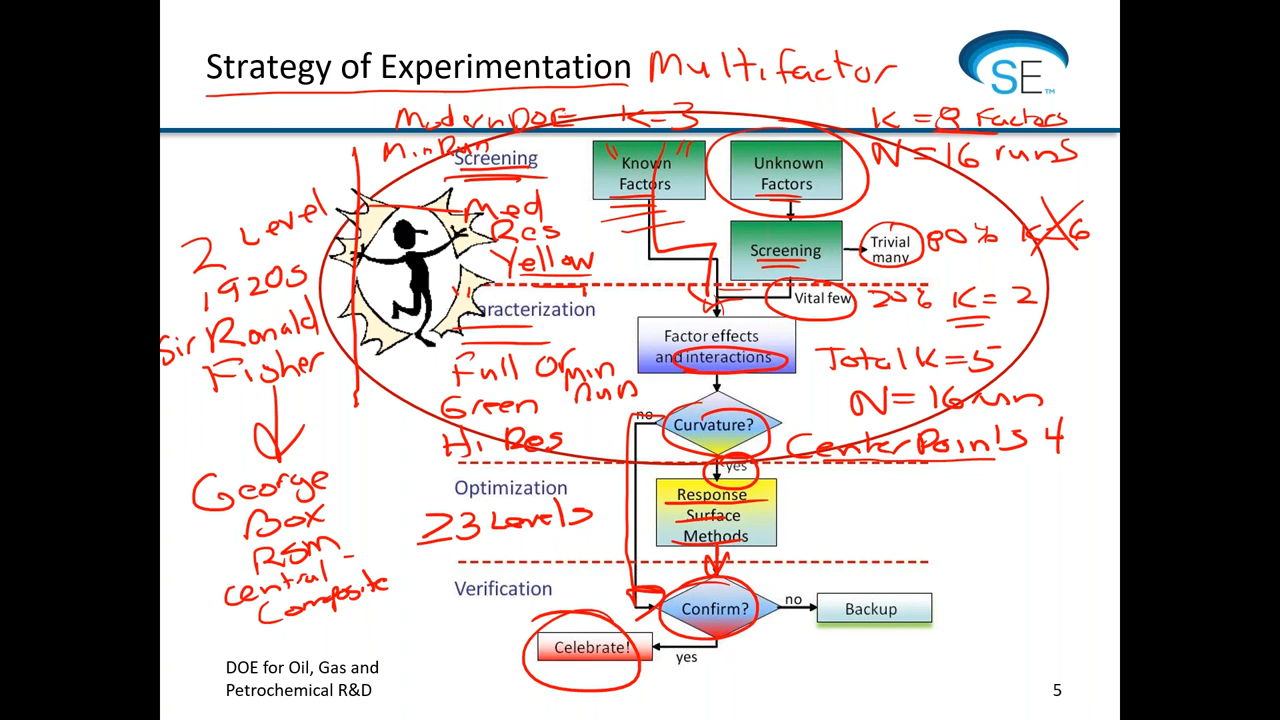 Strategy of Experimentation Multifactor
SE™
Modern DOE K=3
Min Run
K = 8 Factors
N = 16 runs
Screening
"Known Factors"
Unknown
Factors
2 Level
1920s
Sir Ronald
Fisher
Med
Res
Yellow
Screening
Trivial
many
80% K=6
Vital few
20% K=2
Characterization
Factor effects
and interactions
Full Or Min
Run
Green
Hi Res
Total K=5
N=16 run
no
Curvature?
Center Points 4
yes
George
Box
RSM -
Central
Composite
Optimization
≥3 Levels
Response
Surface
Methods
Verification
Confirm?
no
Backup
Celebrate!
yes
DOE for Oil, Gas and
Petrochemical R&D
5